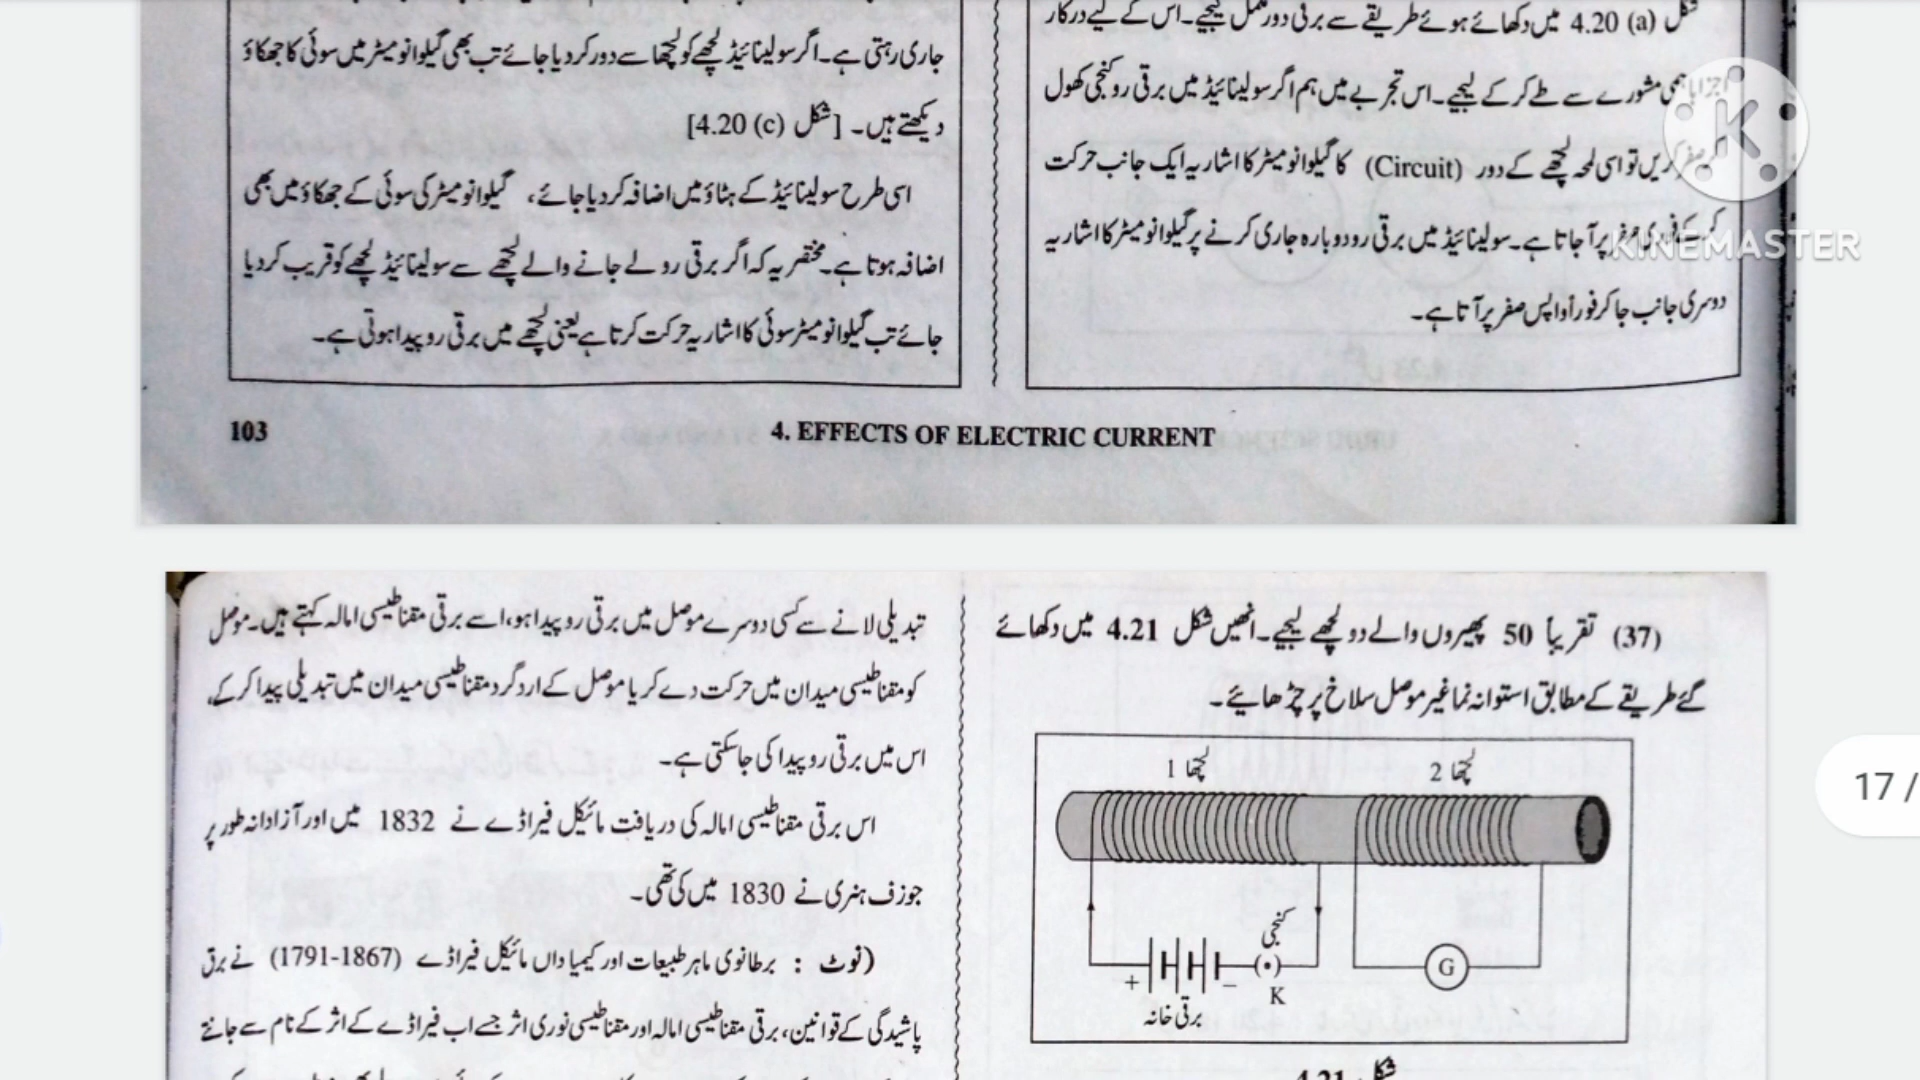 شکل (a) 4.20 میں دکھائے ہوئے طریقے سے برقی دور مکمل کیجیے۔ اس کے لیے درکار
اجزا باہمی مشورے سے طے کر کے لیجیے۔ اس تجربے میں ہم اگر سولینائیڈ میں برقی رو کنجی کھول
کر صفر کریں تو اسی لمحہ لچھے کے دور (Circuit) کا گیلوانومیٹر کا اشاریہ ایک جانب حرکت
کر کے فوری صفر پر آ جاتا ہے۔ سولینائیڈ میں برقی رو دوبارہ جاری کرنے پر گیلوانومیٹر کا اشاریہ
دوسری جانب جا کر فوراً واپس صفر پر آتا ہے۔
جاری رہتی ہے۔ اگر سولینائیڈ لچھے کو لچھا سے دور کر دیا جائے تب بھی گیلوانومیٹر میں سوئی کا جھکاؤ
دیکھتے ہیں۔ [شکل (c) 4.20]
اسی طرح سولینائیڈ کے ہٹاؤ میں اضافہ کر دیا جائے، گیلوانومیٹر کی سوئی کے جھکاؤ میں بھی
اضافہ ہوتا ہے۔ مختصر یہ کہ اگر برقی رو لے جانے والے لچھے سے سولینائیڈ لچھے کو قریب کر دیا
جائے تب گیلوانومیٹر سوئی کا اشاریہ حرکت کرتا ہے یعنی لچھے میں برقی رو پیدا ہوتی ہے۔
103
4. EFFECTS OF ELECTRIC CURRENT
KINEMASTER
(37) تقریباً 50 پھیروں والے دو لچھے لیجیے۔ انھیں شکل 4.21 میں دکھائے
گئے طریقے کے مطابق استوانہ نما غیر موصل سلاخ پر چڑھائیے۔
لچھا 1
لچھا 2
کنجی
K
G
+
−
برقی خانہ
شکل 4.21
تبدیلی لانے سے کسی دوسرے موصل میں برقی رو پیدا ہو، اسے برقی مقناطیسی امالہ کہتے ہیں۔ موصل
کو مقناطیسی میدان میں حرکت دے کر یا موصل کے اردگرد مقناطیسی میدان میں تبدیلی پیدا کر کے
اس میں برقی رو پیدا کی جاسکتی ہے۔
اس برقی مقناطیسی امالہ کی دریافت مائیکل فیراڈے نے 1832 میں اور آزادانہ طور پر
جوزف ہنری نے 1830 میں کی تھی۔
(نوٹ : برطانوی ماہر طبیعات اور کیمیا داں مائیکل فیراڈے (1791-1867) نے برق
پاشیدگی کے قوانین، برقی مقناطیسی امالہ اور مقناطیسی نوری اثر جسے اب فیراڈے کے اثر کے نام سے جانتے
17 /